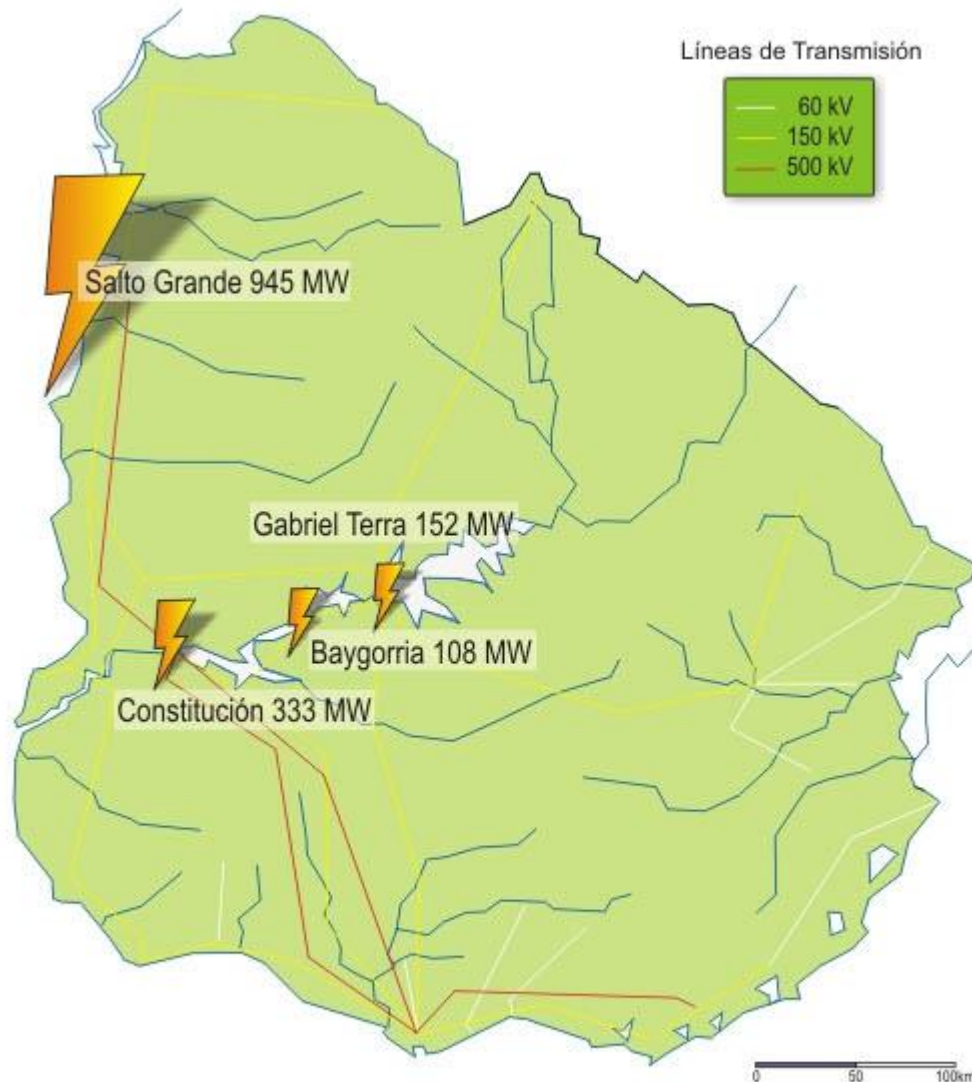 Líneas de Transmisión
60 kV
150 kV
500 kV
Salto Grande 945 MW
Gabriel Terra 152 MW
Baygorria 108 MW
Constitución 333 MW
0 50 100km